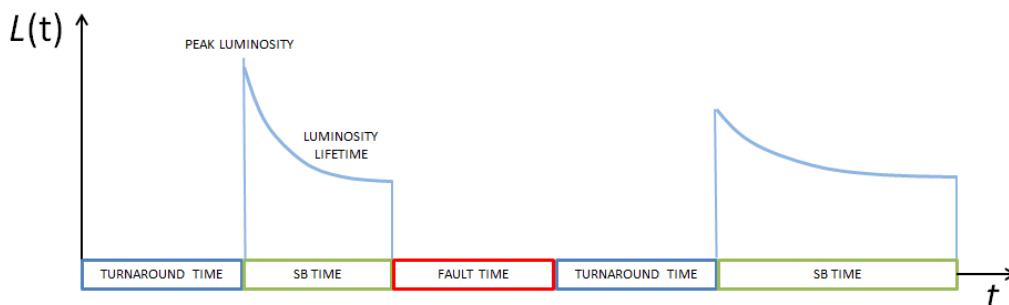 L(t)
PEAK LUMINOSITY
LUMINOSITY
LIFETIME
TURNAROUND TIME
SB TIME
FAULT TIME
TURNAROUND TIME
SB TIME
t